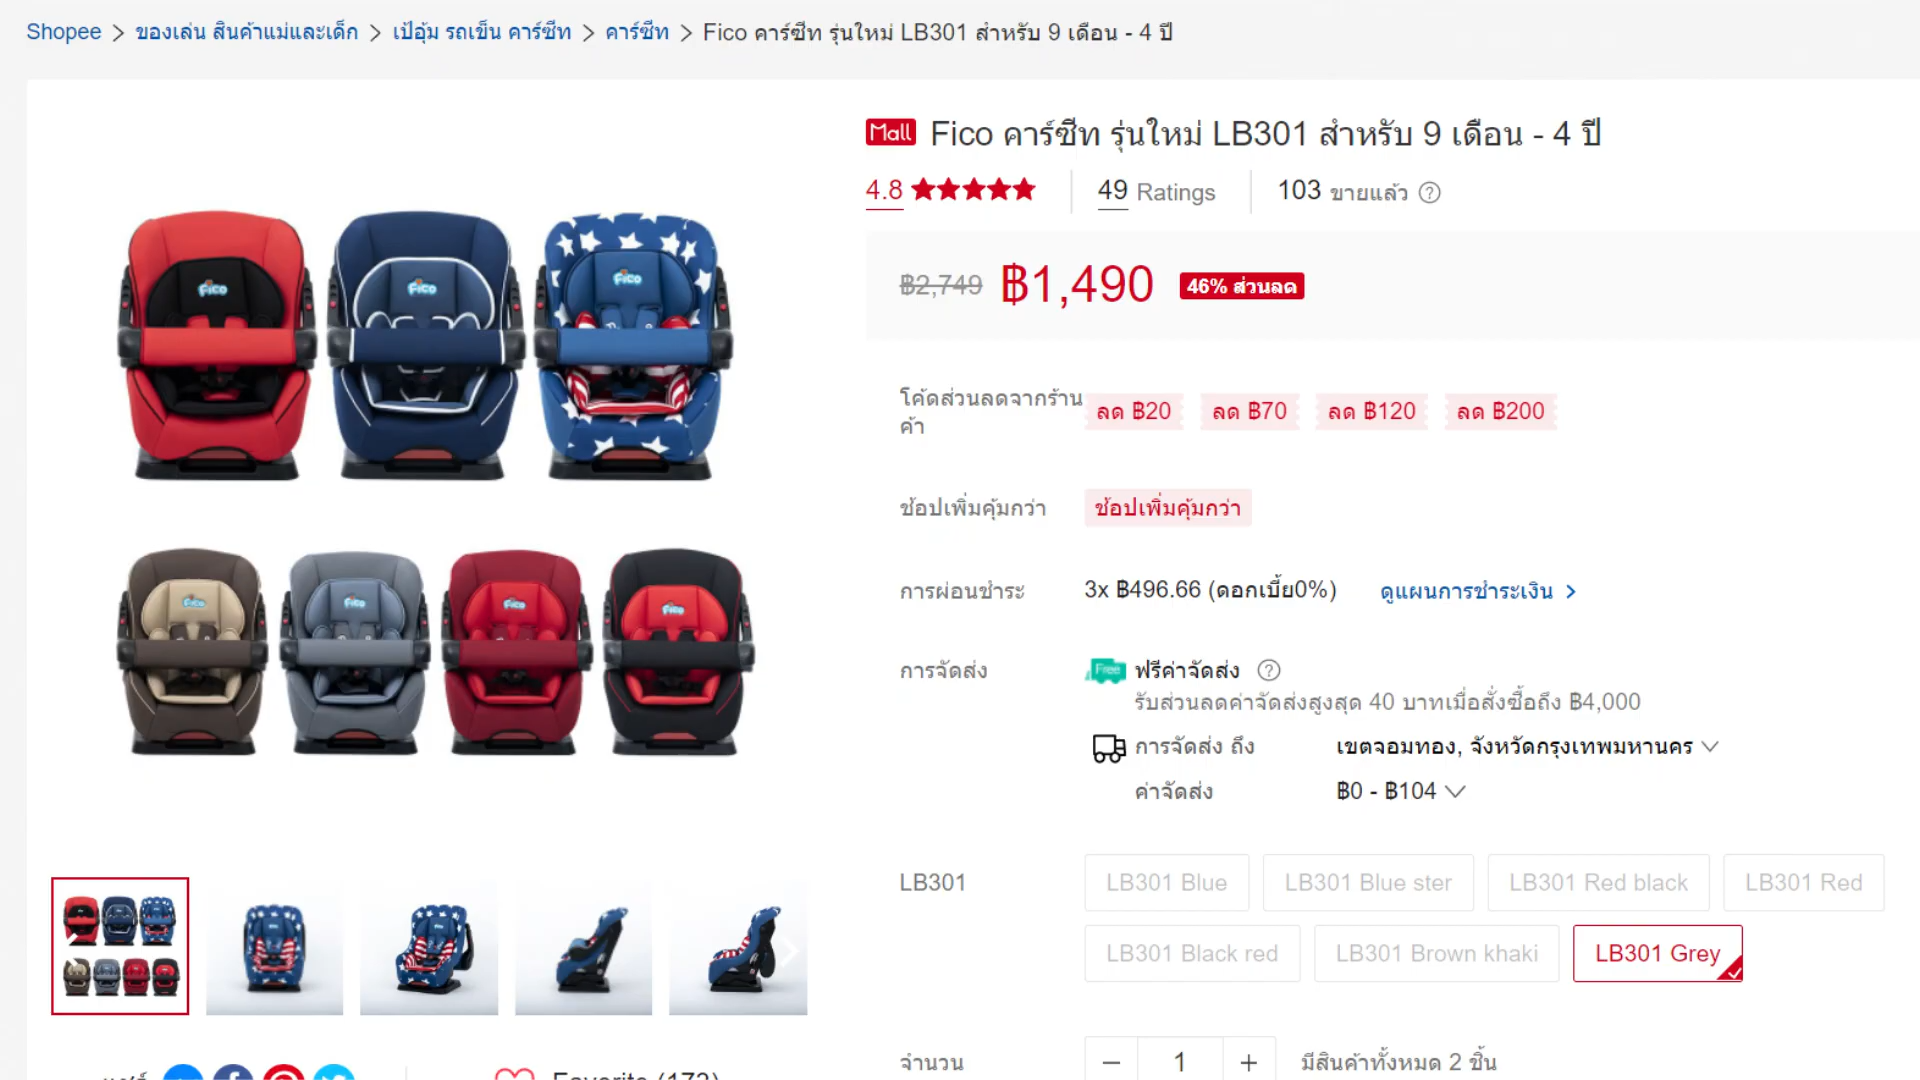 Shopee > ของเล่น สินค้าแม่และเด็ก > เป้อุ้ม รถเข็น คาร์ซีท > คาร์ซีท > Fico คาร์ซีท รุ่นใหม่ LB301 สำหรับ 9 เดือน - 4 ปี
Mall Fico คาร์ซีท รุ่นใหม่ LB301 สำหรับ 9 เดือน - 4 ปี
4.8 49 Ratings 103 ขายแล้ว ?
฿2,749 ฿1,490 46% ส่วนลด
โค้ดส่วนลดจากร้าน
ค้า
ลด ฿20 ลด ฿70 ลด ฿120 ลด ฿200
ช้อปเพิ่มคุ้มกว่า ช้อปเพิ่มคุ้มกว่า
การผ่อนชำระ 3x ฿496.66 (ดอกเบี้ย0%) ดูแผนการชำระเงิน >
การจัดส่ง Free ฟรีค่าจัดส่ง ?
รับส่วนลดค่าจัดส่งสูงสุด 40 บาทเมื่อสั่งซื้อถึง ฿4,000
การจัดส่ง ถึง เขตจอมทอง, จังหวัดกรุงเทพมหานคร
ค่าจัดส่ง ฿0 - ฿104
LB301 LB301 Blue LB301 Blue ster LB301 Red black LB301 Red
LB301 Black red LB301 Brown khaki LB301 Grey
จำนวน − 1 + มีสินค้าทั้งหมด 2 ชิ้น
Fico Fico Fico
Fico Fico Fico Fico
Favorite (173)